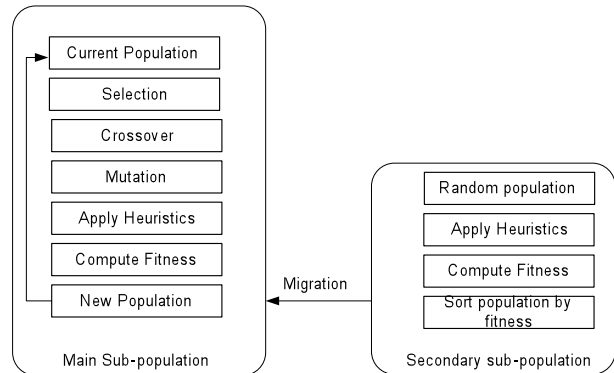 Current Population
Selection
Crossover
Mutation
Apply Heuristics
Compute Fitness
New Population
Main Sub-population
Migration
Random population
Apply Heuristics
Compute Fitness
Sort population by
fitness
Secondary sub-population